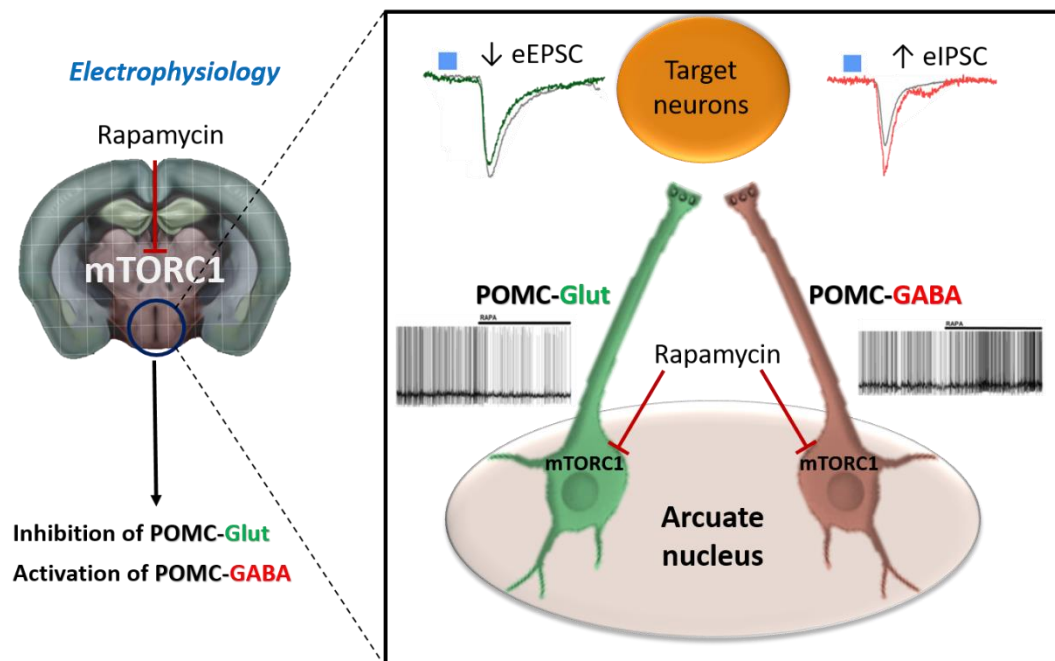 Electrophysiology
Rapamycin
mTORC1
Inhibition of POMC-Glut
Activation of POMC-GABA
↓ eEPSC
Target
neurons
↑ eIPSC
POMC-Glut
POMC-GABA
RAPA
RAPA
Rapamycin
mTORC1
mTORC1
Arcuate
nucleus